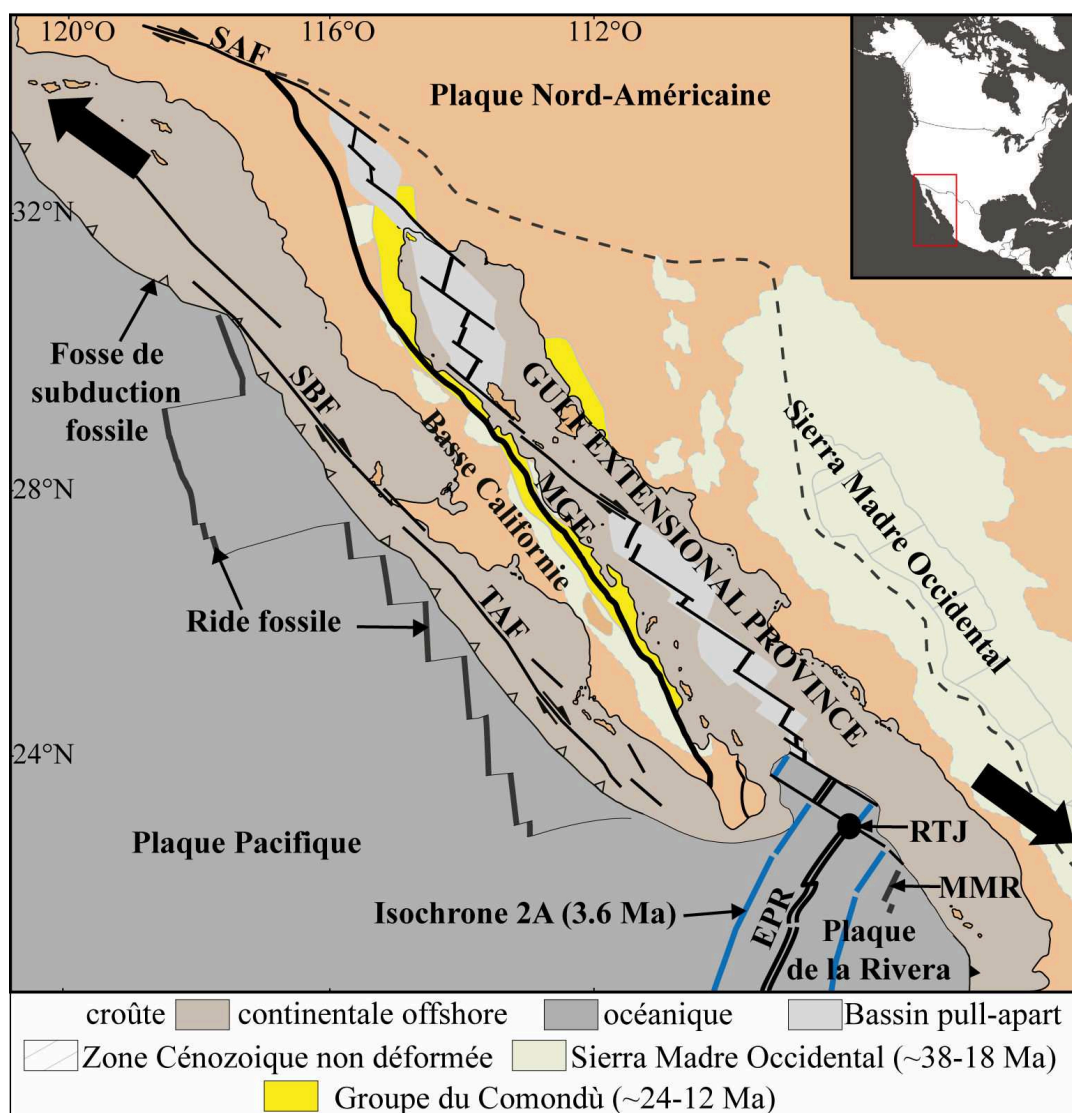 120°O
116°O
112°O
SAF
Plaque Nord-Américaine
32°N
Fosse de
subduction
fossile
SBF
GULF EXTENSIONAL PROVINCE
Sierra Madre Occidental
Basse Californie
MGE
28°N
Ride fossile
TAF
24°N
Plaque Pacifique
RTJ
MMR
Isochrone 2A (3.6 Ma)
EPR
Plaque
de la Rivera
croûte continentale offshore océanique Bassin pull-apart
Zone Cénozoique non déformée Sierra Madre Occidental (~38-18 Ma)
Groupe du Comondù (~24-12 Ma)